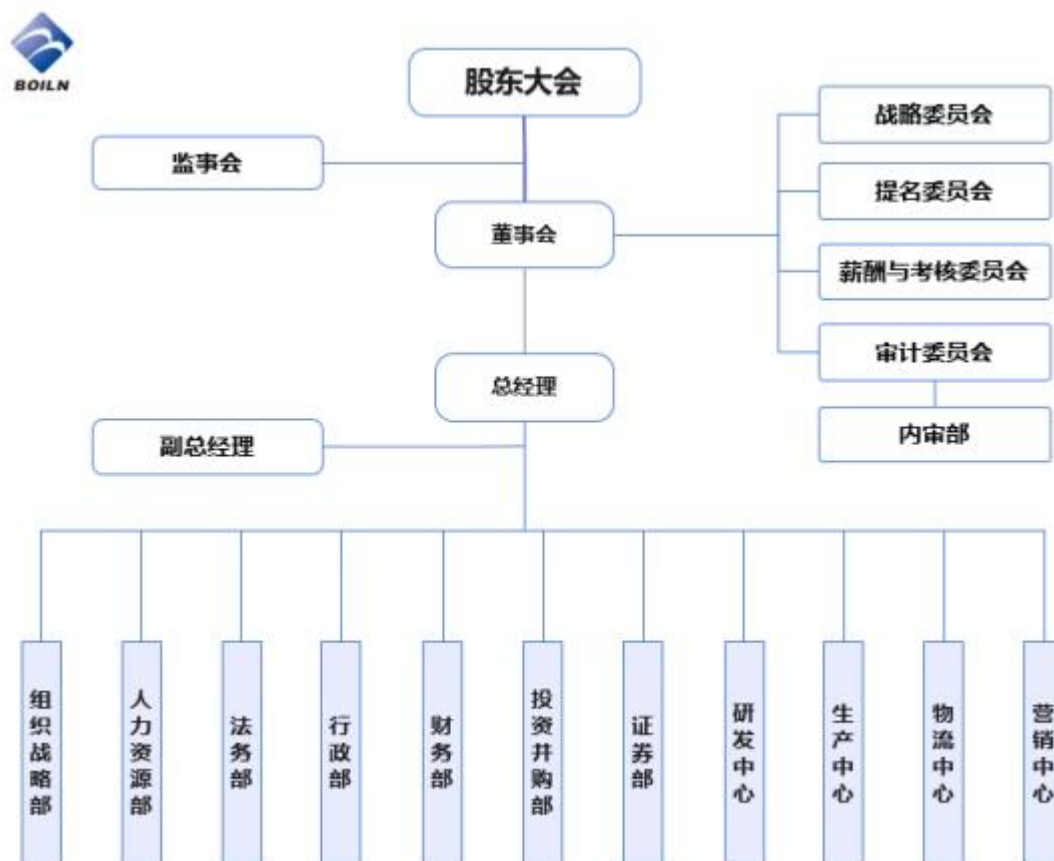 BOILN
股东大会
战略委员会
监事会
提名委员会
董事会
薪酬与考核委员会
审计委员会
总经理
内审部
副总经理
组织战略部
人力资源部
法务部
行政部
财务部
投资并购部
证券部
研发中心
生产中心
物流中心
营销中心